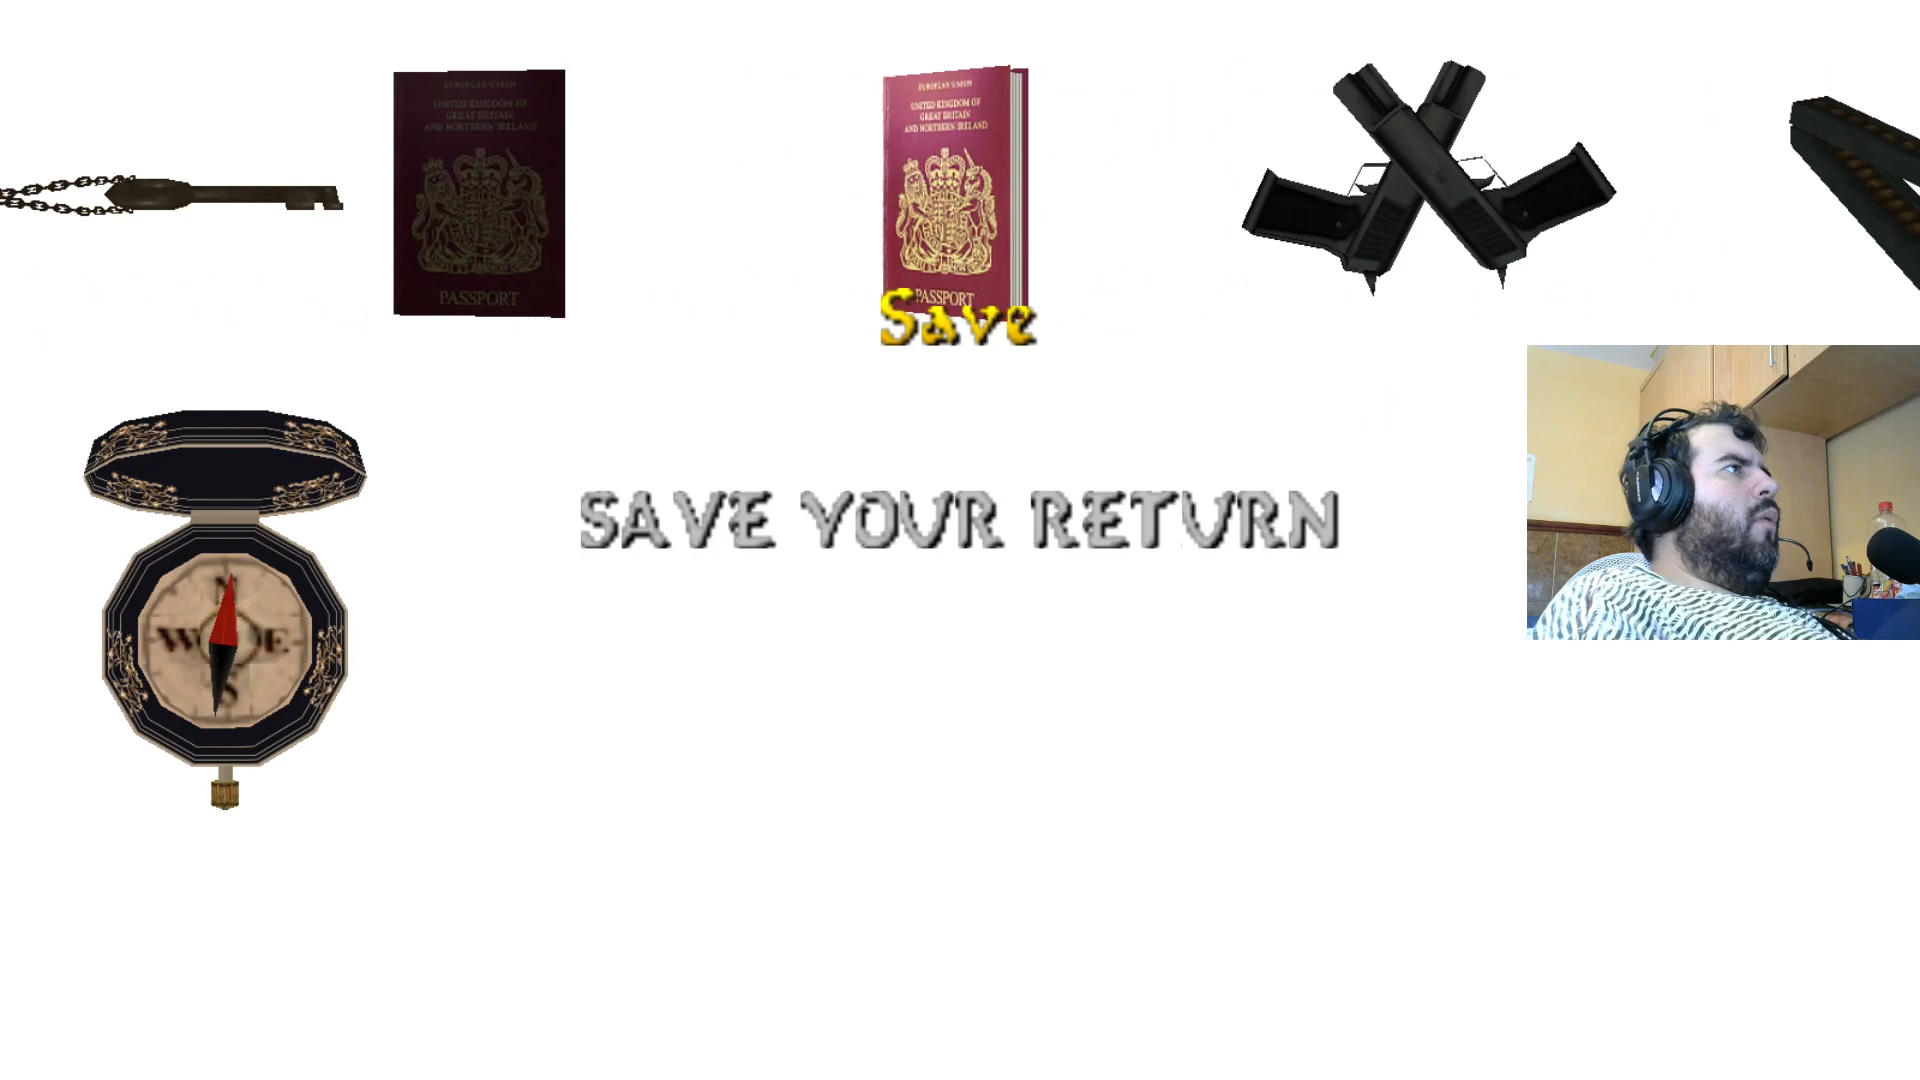 EUROPEAN UNION
UNITED KINGDOM OF
GREAT BRITAIN
AND NORTHERN IRELAND
PASSPORT
EUROPEAN UNION
UNITED KINGDOM OF
GREAT BRITAIN
AND NORTHERN IRELAND
PASSPORT
Save
SAVE YOUR RETURN
N
W E
S